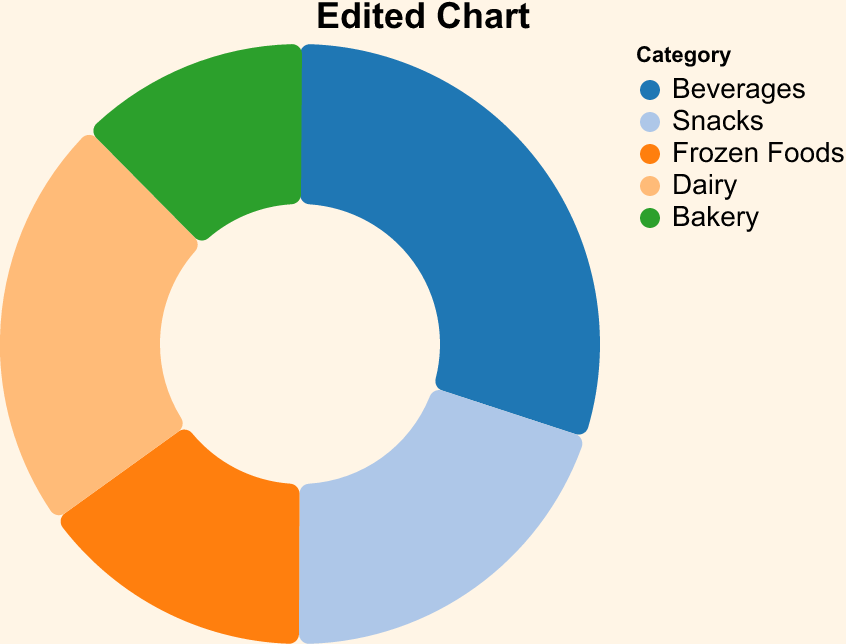 Edited Chart
Category
Beverages
Snacks
Frozen Foods
Dairy
Bakery